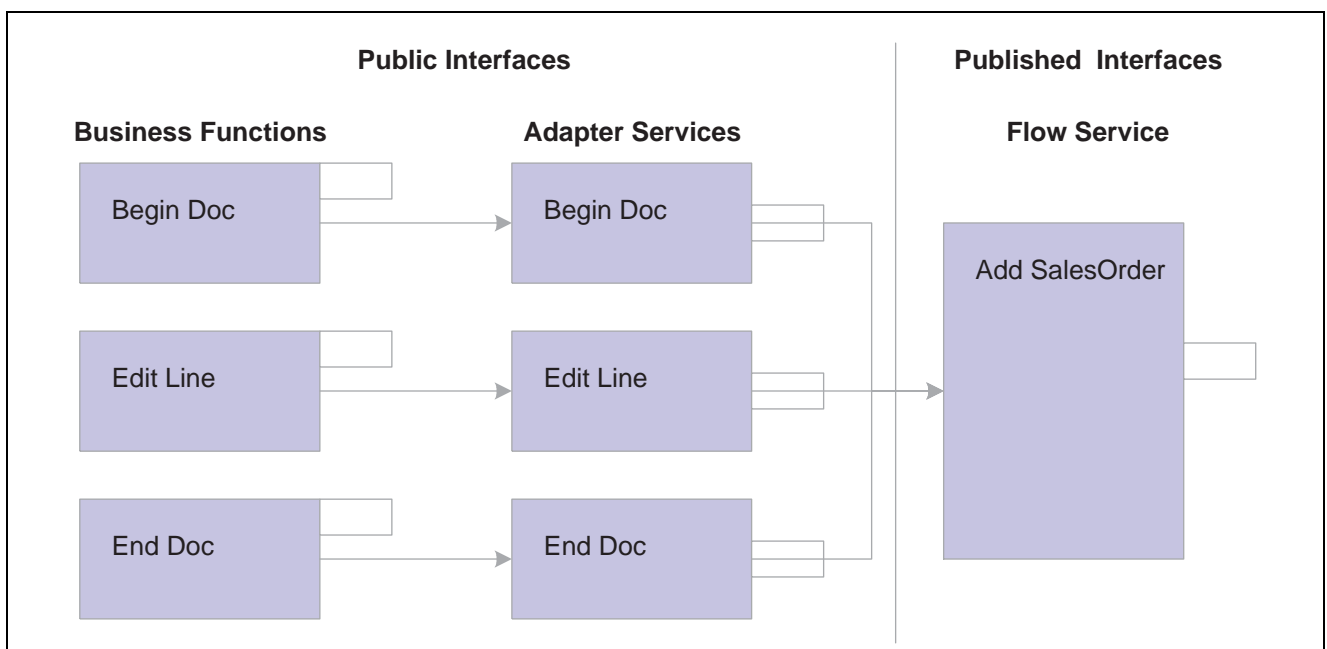 Public Interfaces
Published Interfaces
Business Functions
Adapter Services
Flow Service
Begin Doc
Begin Doc
Add SalesOrder
Edit Line
Edit Line
End Doc
End Doc